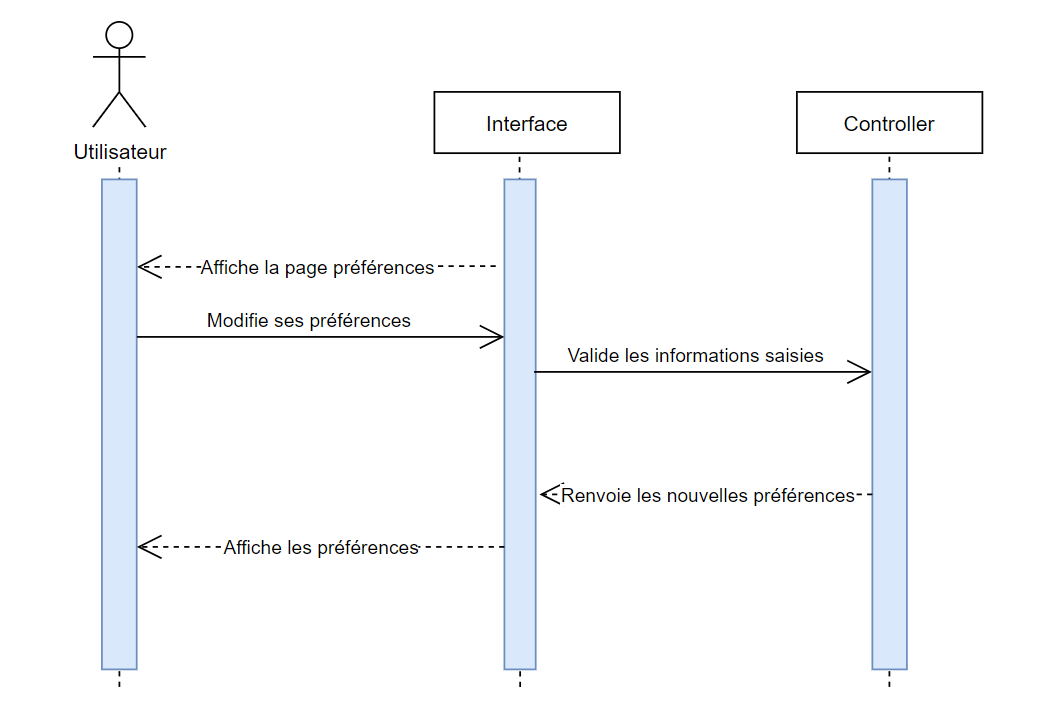 Utilisateur
Interface
Controller
Affiche la page préférences
Modifie ses préférences
Valide les informations saisies
Renvoie les nouvelles préférences
Affiche les préférences